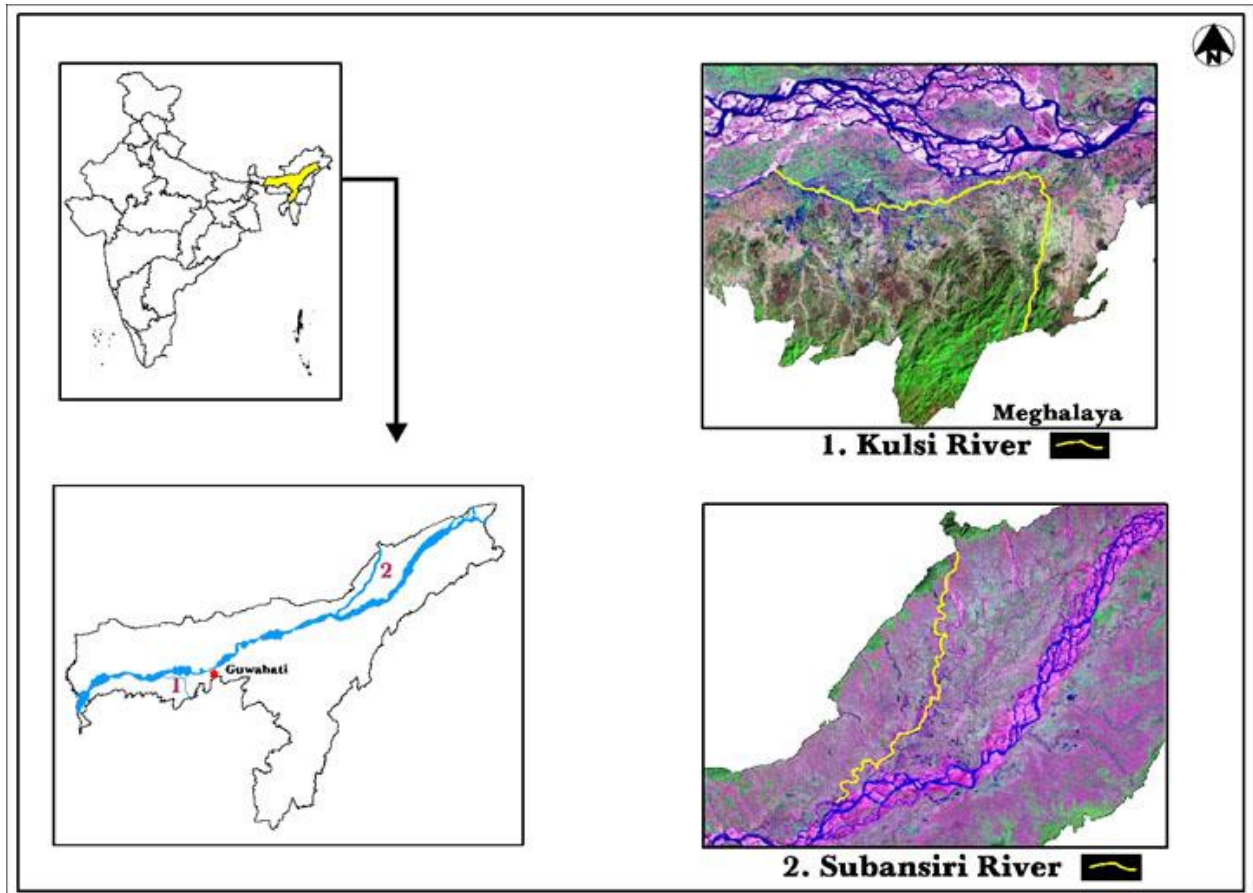 N
Meghalaya
1. Kulsi River
2
Guwahati
1
2. Subansiri River